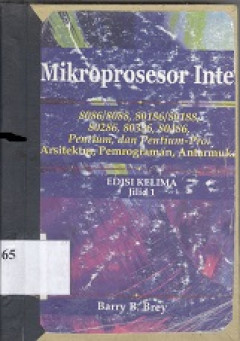 Mikroprosesor Inte
8086/8088, 80186/80188,
80286, 80386, 80486,
Pentium, dan Pentium-Pro
Arsitektur, Pemrograman, Antarmuk
EDISI KELIMA
Jilid 1
65
Barry B. Brey